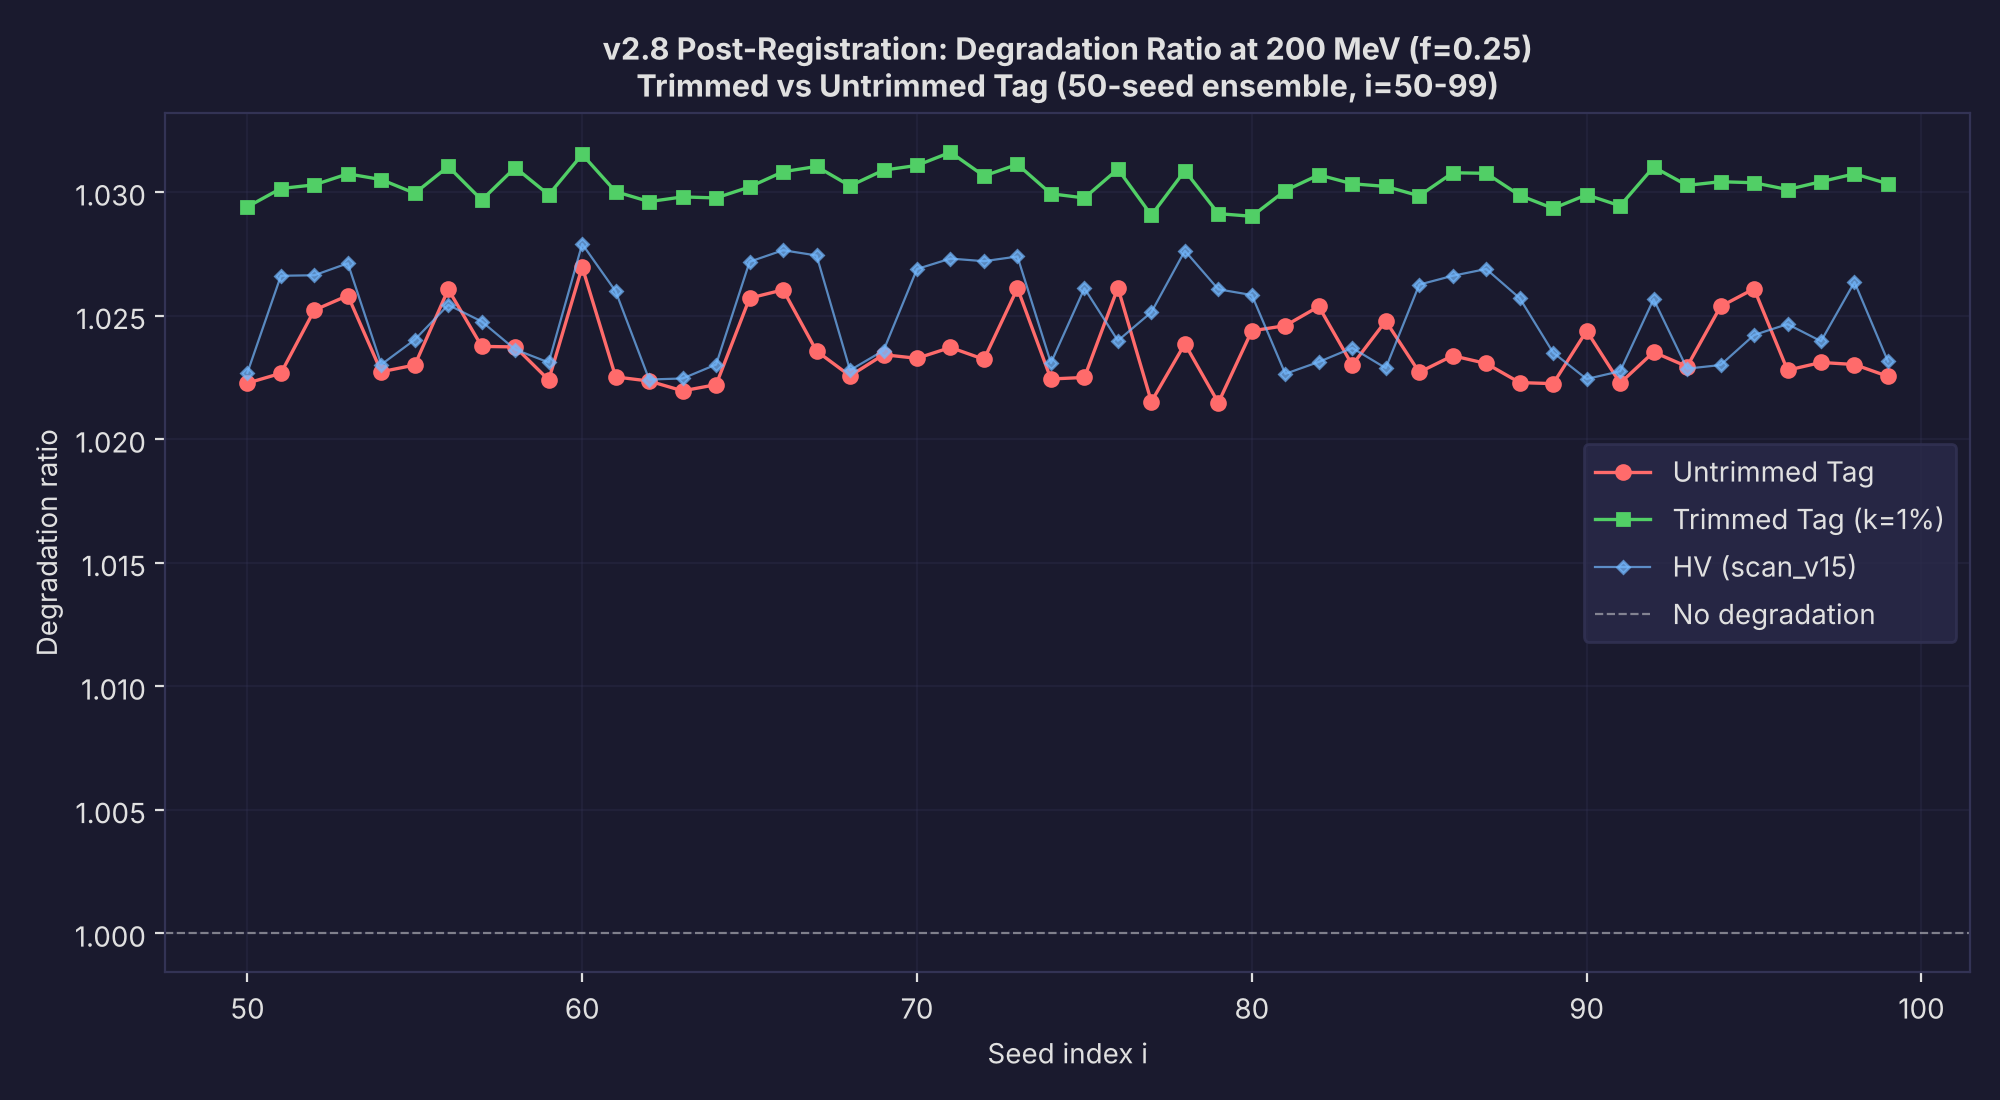 v2.8 Post-Registration: Degradation Ratio at 200 MeV (f=0.25)
Trimmed vs Untrimmed Tag (50-seed ensemble, i=50-99)
Degradation ratio
1.030
1.025
1.020
1.015
1.010
1.005
1.000
Untrimmed Tag
Trimmed Tag (k=1%)
HV (scan_v15)
No degradation
50
60
70
80
90
100
Seed index i